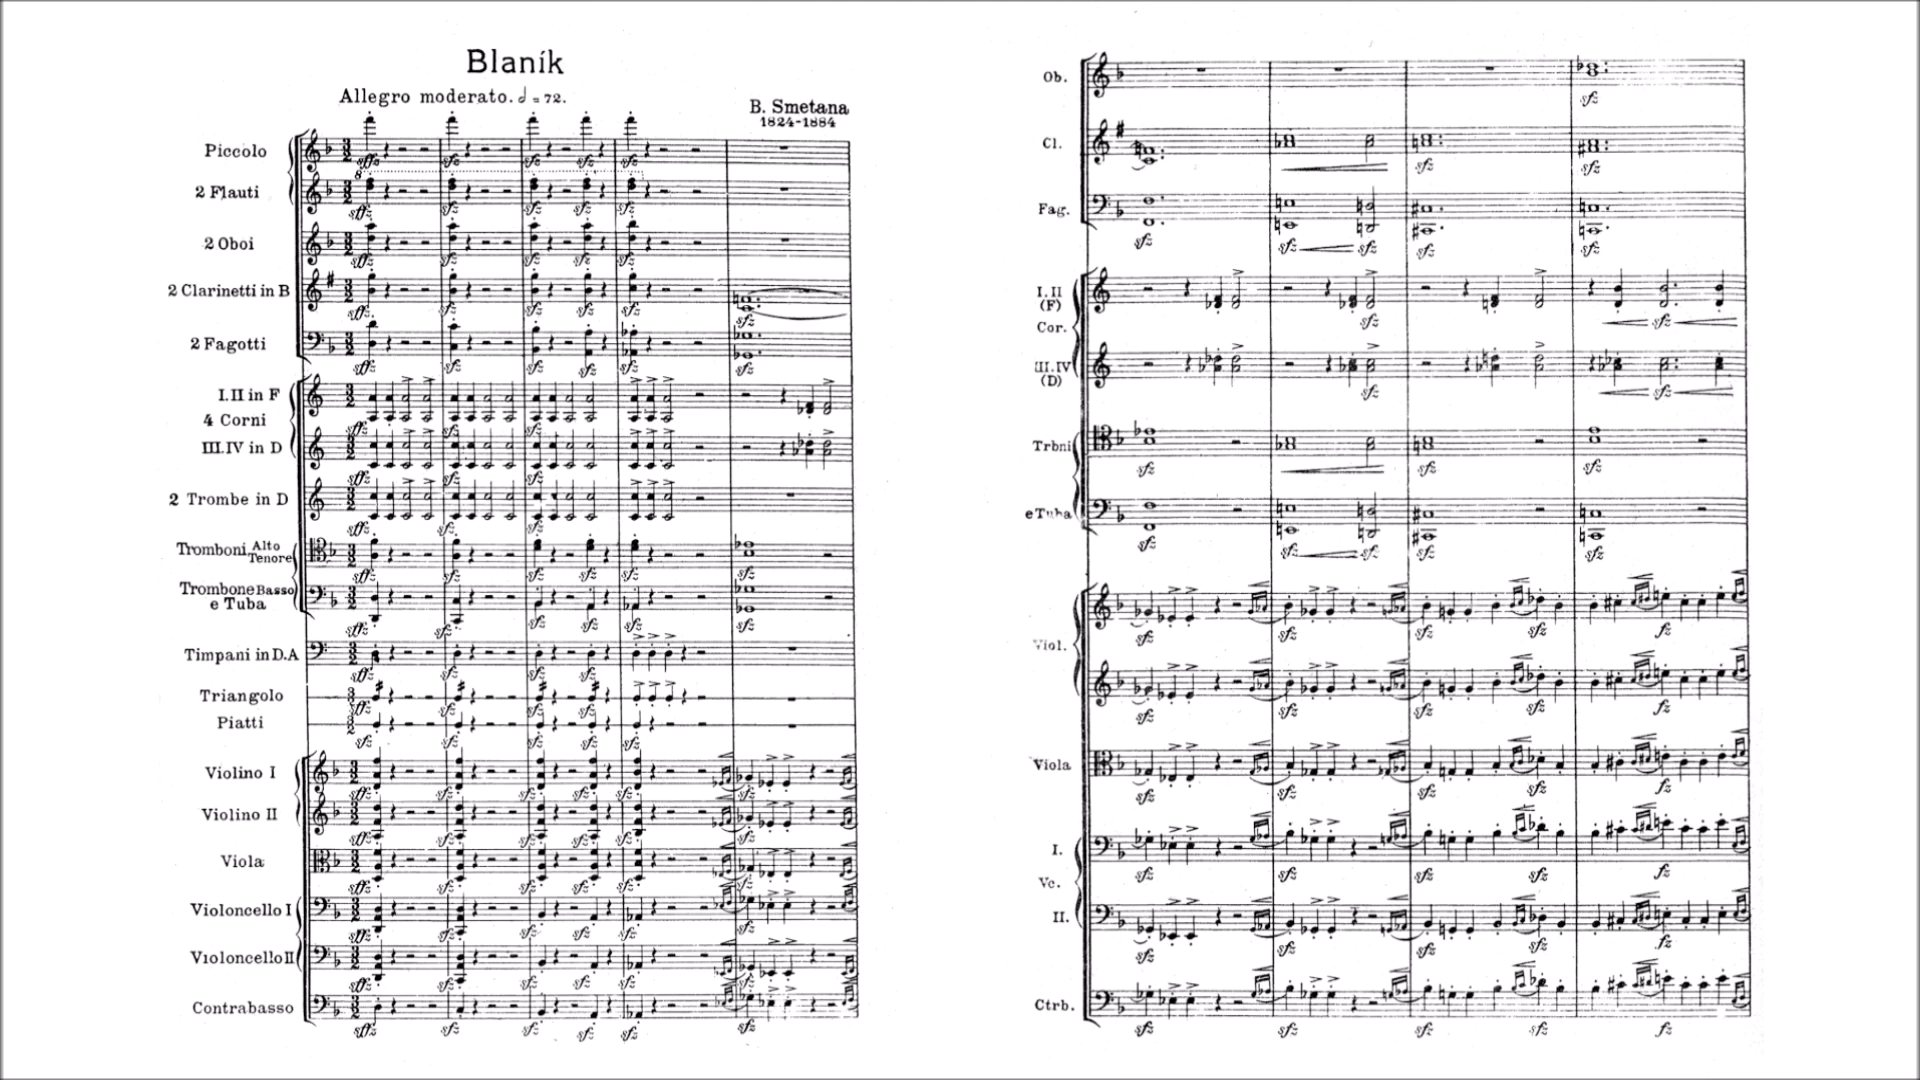 Blaník
Allegro moderato. 𝅗𝅥 = 72.
B. Smetana
1824-1884
Piccolo
2 Flauti
2 Oboi
2 Clarinetti in B
2 Fagotti
I.II in F
4 Corni
III.IV in D
2 Trombe in D
Tromboni Alto
Tenore
Trombone Basso
e Tuba
Timpani in D.A
Triangolo
Piatti
Violino I
Violino II
Viola
Violoncello I
Violoncello II
Contrabasso
Ob.
Cl.
Fag.
I. II
(F)
Cor.
III.IV
(D)
Trbni
e Tuba
Viol.
Viola
I.
Vc.
II.
Ctrb.